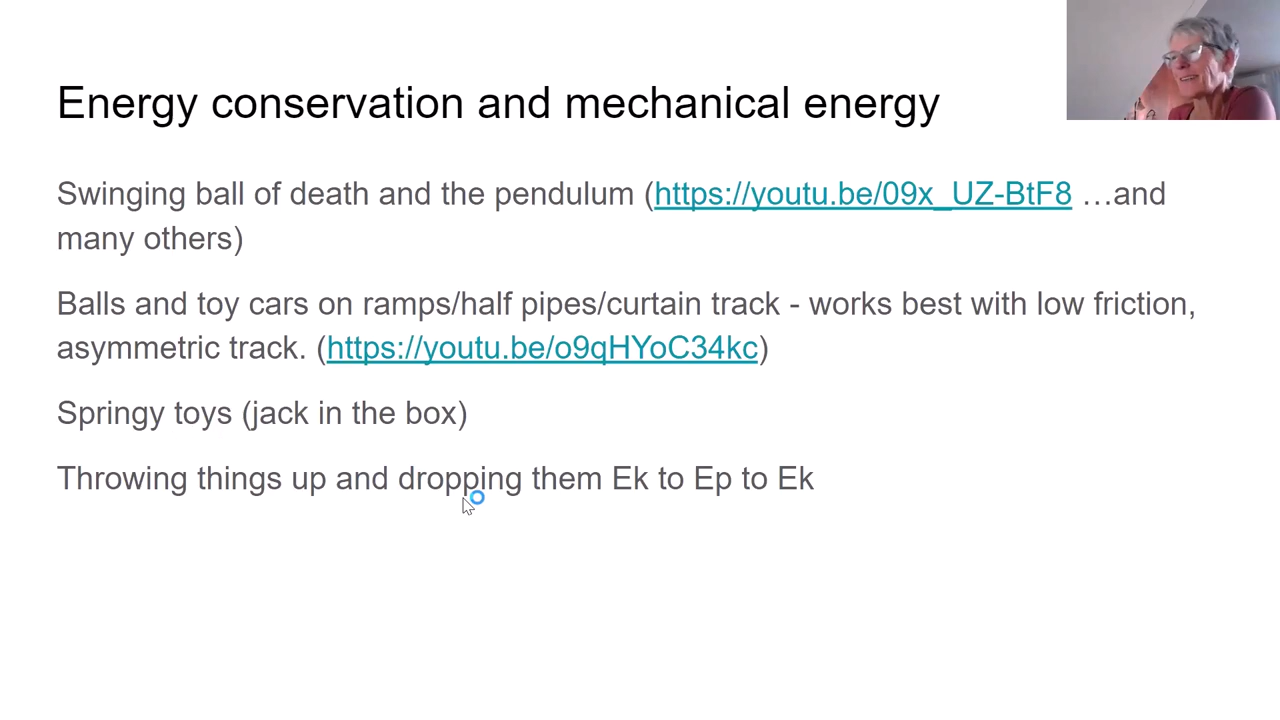 Energy conservation and mechanical energy
Swinging ball of death and the pendulum (https://youtu.be/09x_UZ-BtF8 …and
many others)
Balls and toy cars on ramps/half pipes/curtain track - works best with low friction,
asymmetric track. (https://youtu.be/o9qHYoC34kc)
Springy toys (jack in the box)
Throwing things up and dropping them Ek to Ep to Ek